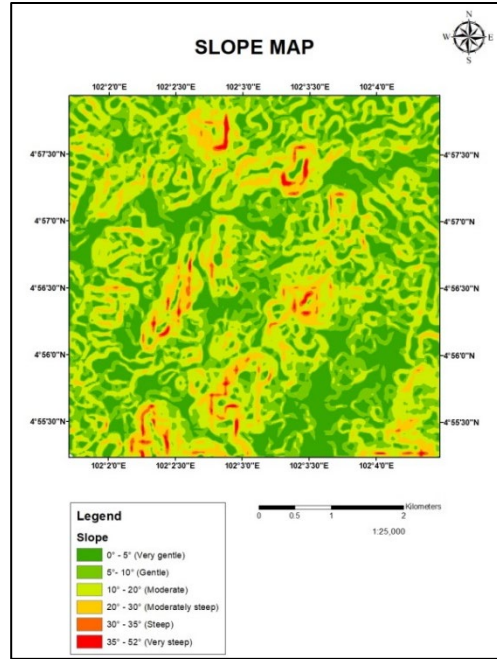 N
W E
S
SLOPE MAP
102°2'0"E 102°2'30"E 102°3'0"E 102°3'30"E 102°4'0"E
4°57'30"N 4°57'30"N
4°57'0"N 4°57'0"N
4°56'30"N 4°56'30"N
4°56'0"N 4°56'0"N
4°55'30"N 4°55'30"N
102°2'0"E 102°2'30"E 102°3'0"E 102°3'30"E 102°4'0"E
Legend
Slope
0° - 5° (Very gentle)
5°- 10° (Gentle)
10° - 20° (Moderate)
20° - 30° (Moderately steep)
30° - 35° (Steep)
35° - 52° (Very steep)
Kilometers
0 0.5 1 2
1:25,000